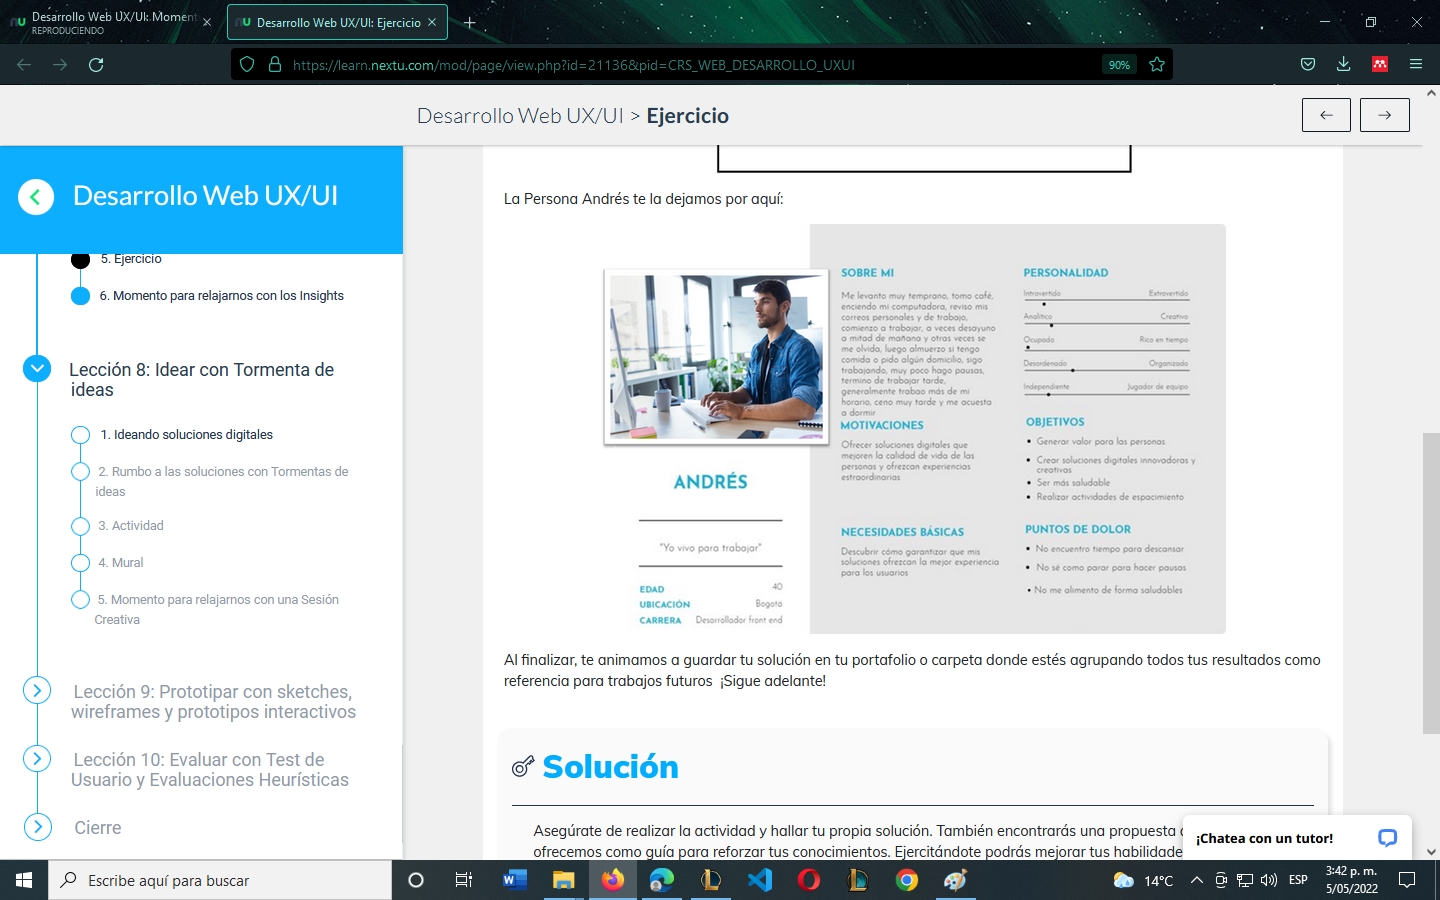 Desarrollo Web UX/UI: Moment
REPRODUCIENDO
Desarrollo Web UX/UI: Ejercicio
https://learn.nextu.com/mod/page/view.php?id=21136&pid=CRS_WEB_DESARROLLO_UXUI
90%
Desarrollo Web UX/UI > Ejercicio
Desarrollo Web UX/UI
5. Ejercicio
6. Momento para relajarnos con los Insights
Lección 8: Idear con Tormenta de
ideas
1. Ideando soluciones digitales
2. Rumbo a las soluciones con Tormentas de
ideas
3. Actividad
4. Mural
5. Momento para relajarnos con una Sesión
Creativa
Lección 9: Prototipar con sketches,
wireframes y prototipos interactivos
Lección 10: Evaluar con Test de
Usuario y Evaluaciones Heurísticas
Cierre
La Persona Andrés te la dejamos por aquí:
ANDRÉS
"Yo vivo para trabajar"
EDAD 40
UBICACIÓN Bogota
CARRERA Desarrollador front end
SOBRE MI
Me levanto muy temprano, tomo café,
enciendo mi computadora, reviso mis
correos personales y de trabajo,
comienzo a trabajar, a veces desayuno
a mitad de mañana y otras veces se
me olvida, luego almuerzo si tengo
comida o pido algún domicilio, sigo
trabajando, muy poco hago pausas,
termino de trabajar tarde,
generalmente trabao más de mi
horario, ceno muy tarde y me acuesta
a dormir
MOTIVACIONES
Ofrecer soluciones digitales que
mejoren la calidad de vida de las
personas y ofrezcan experiencias
estraordinarias
NECESIDADES BÁSICAS
Descubrir cómo garantizar que mis
soluciones ofrezcan la mejor experiencia
para los usuarios
PERSONALIDAD
Introvertido Extrovertido
Analítico Creativo
Ocupado Rico en tiempo
Desordenado Organizado
Independiente Jugador de equipo
OBJETIVOS
• Generar valor para las personas
• Crear soluciones digitales innovadoras y
creativas
• Ser más saludable
• Realizar actividades de espacimiento
PUNTOS DE DOLOR
• No encuentro tiempo para descansar
• No sé como parar para hacer pausas
• No me alimento de forma saludables
Al finalizar, te animamos a guardar tu solución en tu portafolio o carpeta donde estés agrupando todos tus resultados como
referencia para trabajos futuros ¡Sigue adelante!
Solución
Asegúrate de realizar la actividad y hallar tu propia solución. También encontrarás una propuesta
ofrecemos como guía para reforzar tus conocimientos. Ejercitándote podrás mejorar tus habilidade
¡Chatea con un tutor!
Escribe aquí para buscar
14°C
ESP
3:42 p. m.
5/05/2022